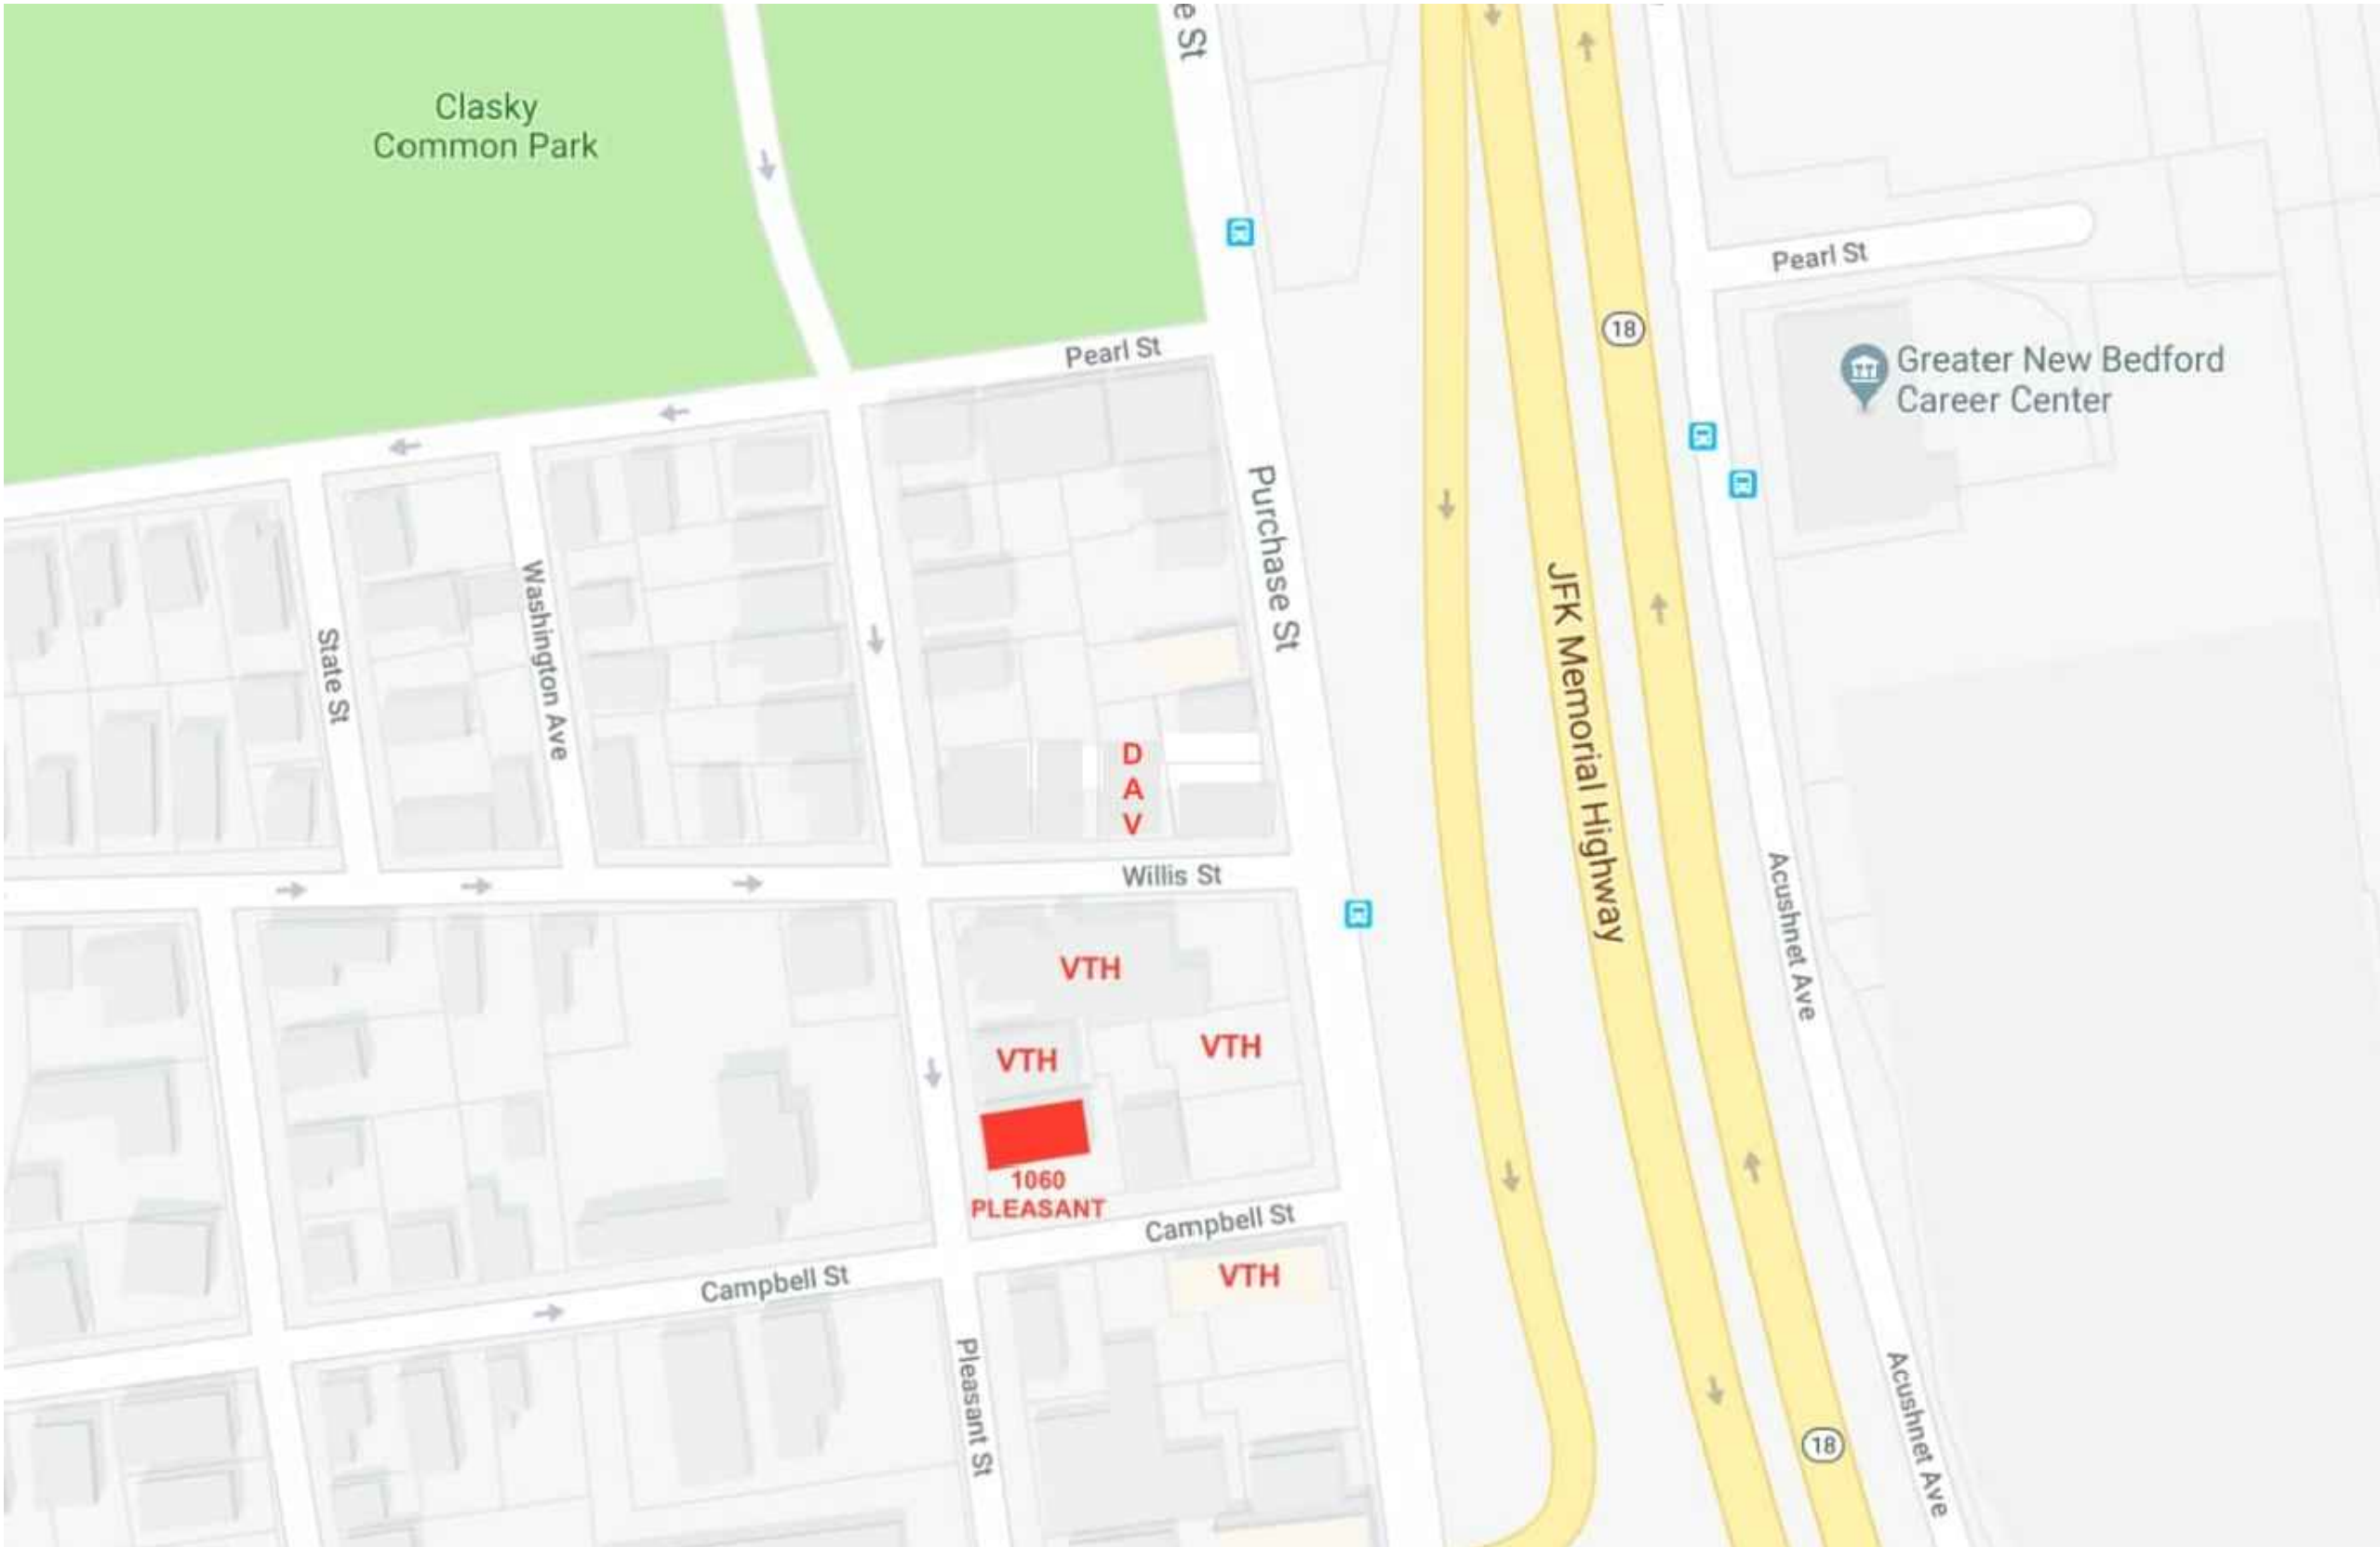 e St
Clasky
Common Park
Pearl St
18
Pearl St
Greater New Bedford
Career Center
Purchase St
Washington Ave
State St
JFK Memorial Highway
D
A
V
Willis St
Acushnet Ave
VTH
VTH
VTH
1060
PLEASANT
Campbell St
VTH
Campbell St
Pleasant St
Acushnet Ave
18